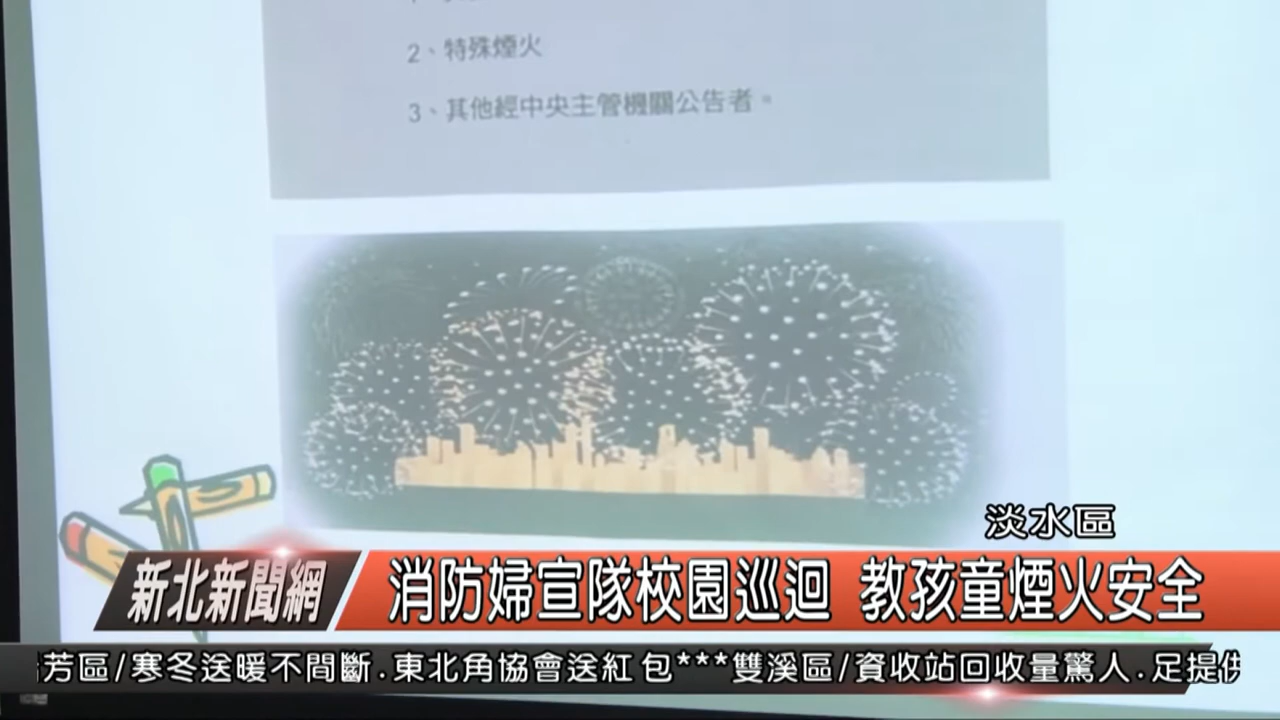 2、特殊煙火
3、其他經中央主管機關公告者。
淡水區
新北新聞網
消防婦宣隊校園巡迴 教孩童煙火安全
芳區/寒冬送暖不間斷.東北角協會送紅包***雙溪區/資收站回收量驚人.足提供